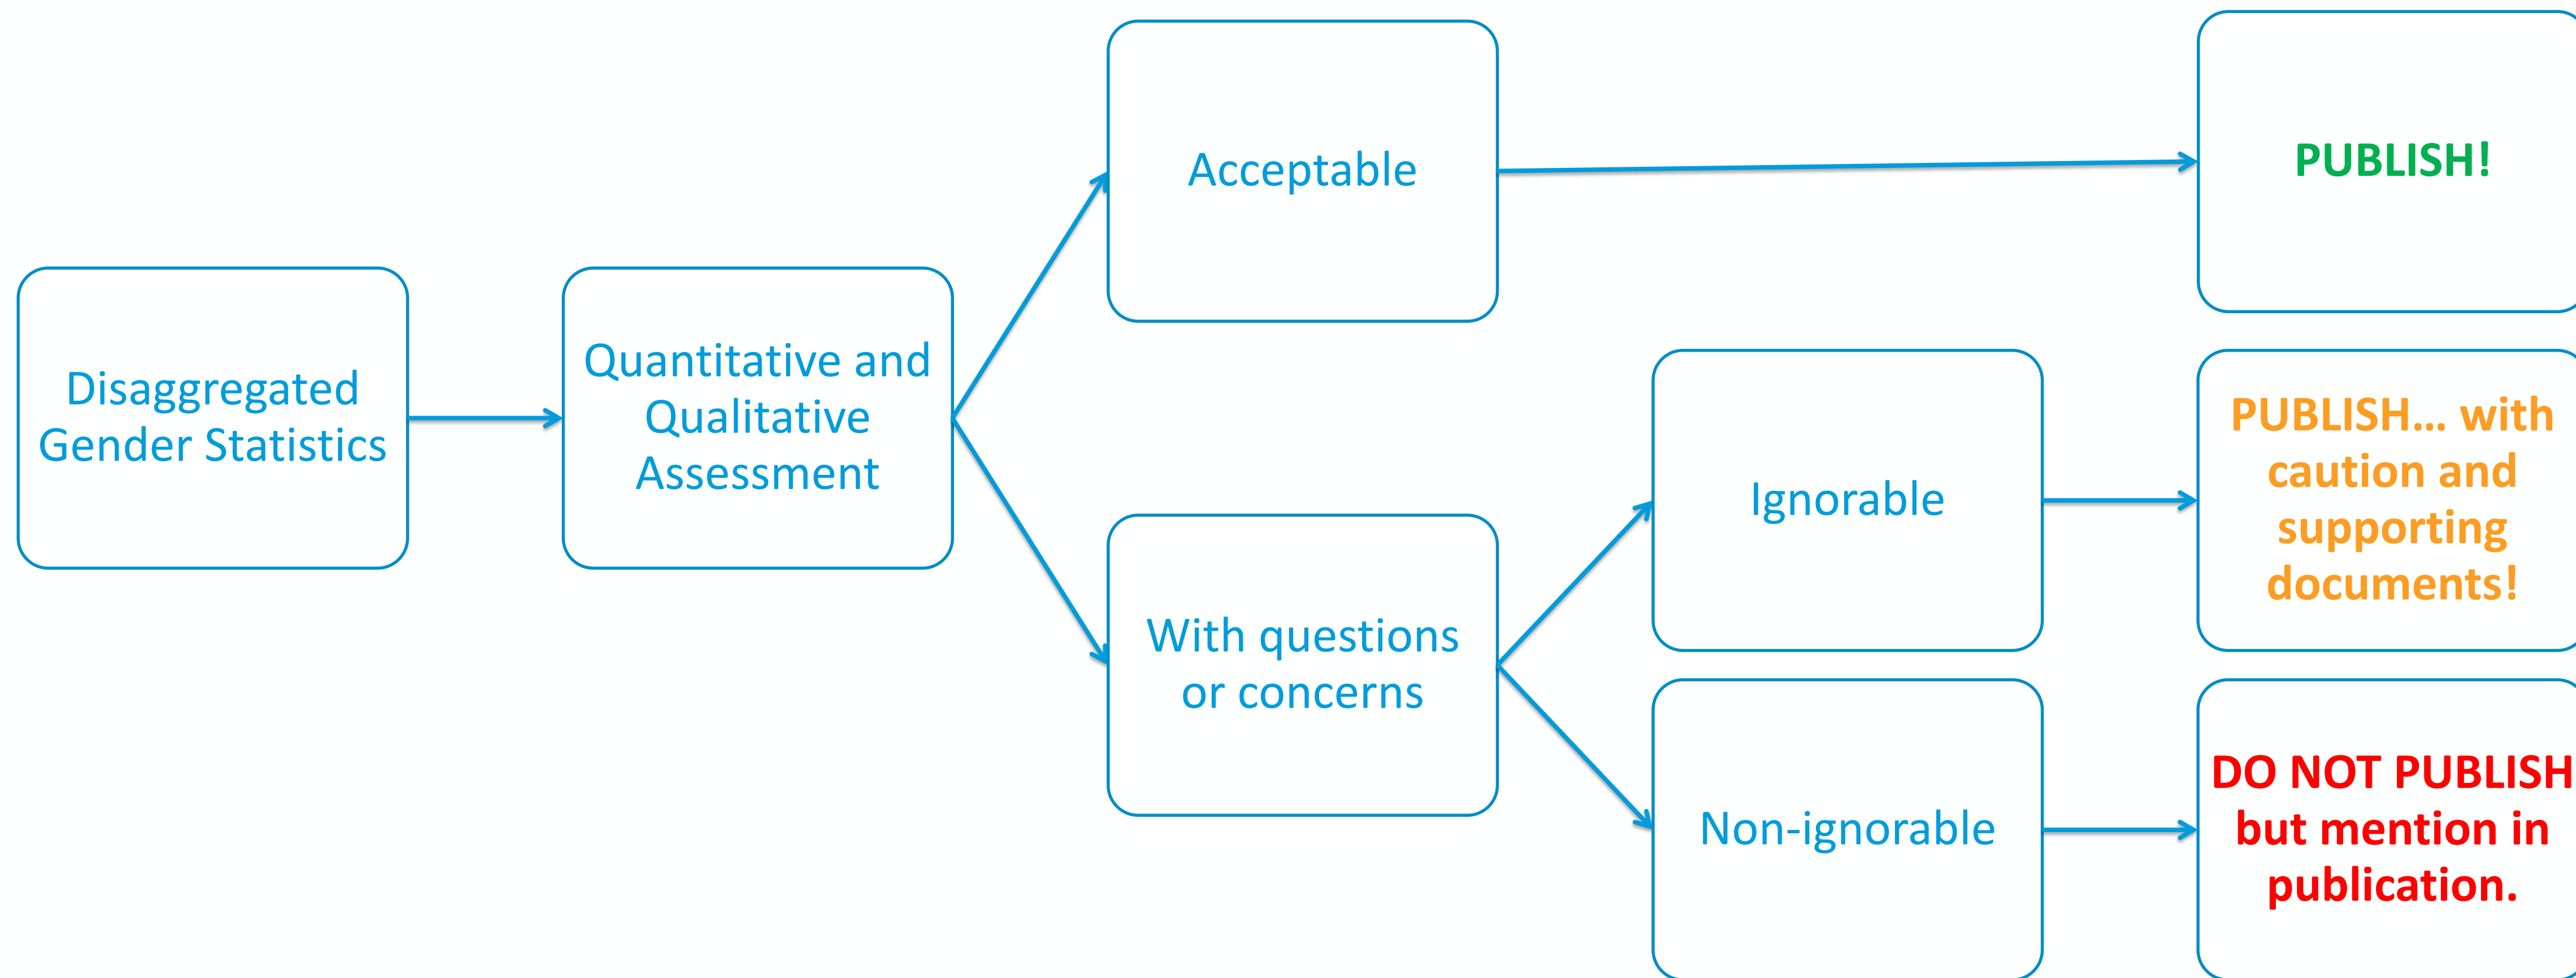 Disaggregated
Gender Statistics
Quantitative and
Qualitative
Assessment
Acceptable
PUBLISH!
With questions
or concerns
Ignorable
PUBLISH... with
caution and
supporting
documents!
Non-ignorable
DO NOT PUBLISH
but mention in
publication.